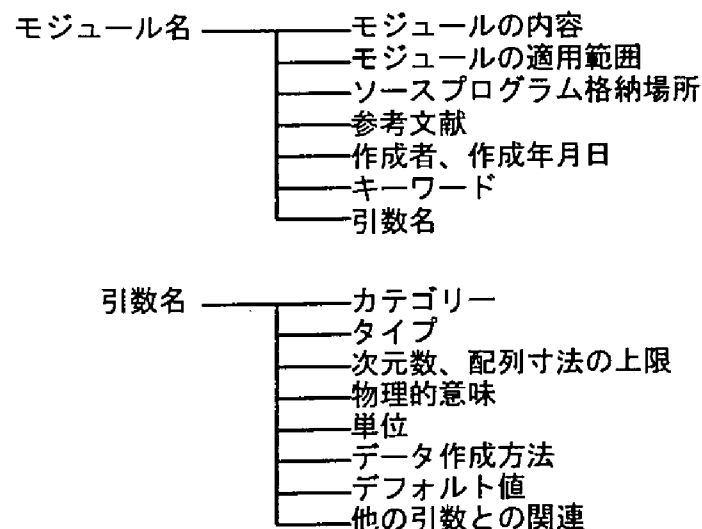 モジュール名
モジュールの内容
モジュールの適用範囲
ソースプログラム格納場所
参考文献
作成者、作成年月日
キーワード
引数名
引数名
カテゴリー
タイプ
次元数、配列寸法の上限
物理的意味
単位
データ作成方法
デフォルト値
他の引数との関連